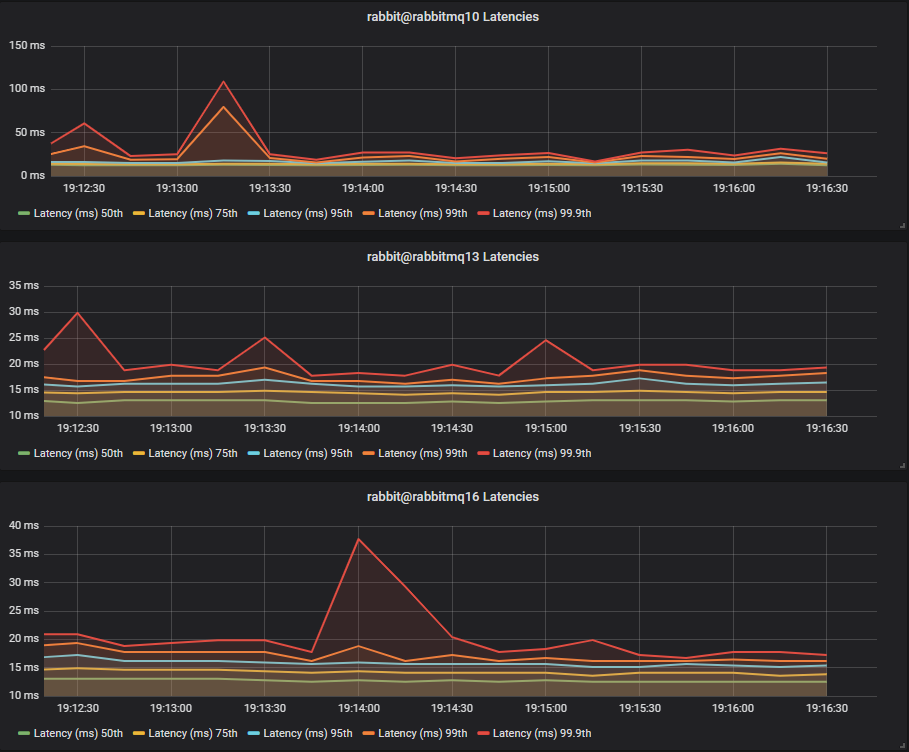 rabbit@rabbitmq10 Latencies
150 ms
100 ms
50 ms
0 ms
19:12:30 19:13:00 19:13:30 19:14:00 19:14:30 19:15:00 19:15:30 19:16:00 19:16:30
Latency (ms) 50th Latency (ms) 75th Latency (ms) 95th Latency (ms) 99th Latency (ms) 99.9th
rabbit@rabbitmq13 Latencies
35 ms
30 ms
25 ms
20 ms
15 ms
10 ms
19:12:30 19:13:00 19:13:30 19:14:00 19:14:30 19:15:00 19:15:30 19:16:00 19:16:30
Latency (ms) 50th Latency (ms) 75th Latency (ms) 95th Latency (ms) 99th Latency (ms) 99.9th
rabbit@rabbitmq16 Latencies
40 ms
35 ms
30 ms
25 ms
20 ms
15 ms
10 ms
19:12:30 19:13:00 19:13:30 19:14:00 19:14:30 19:15:00 19:15:30 19:16:00 19:16:30
Latency (ms) 50th Latency (ms) 75th Latency (ms) 95th Latency (ms) 99th Latency (ms) 99.9th